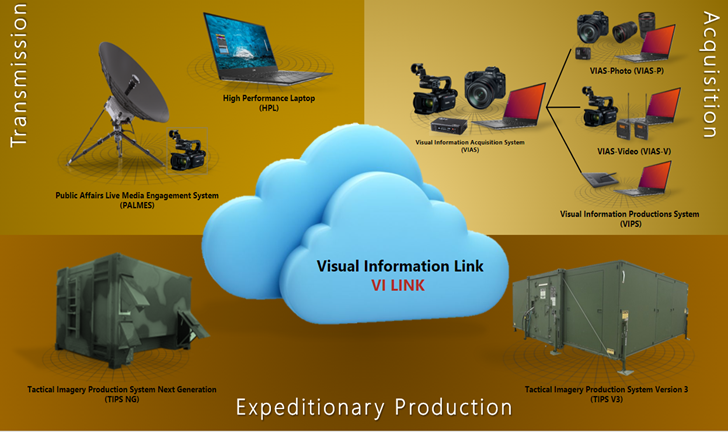 Transmission
Acquisition
High Performance Laptop
(HPL)
Public Affairs Live Media Engagement System
(PALMES)
Visual Information Acquisition System
(VIAS)
VIAS-Photo (VIAS-P)
VIAS-Video (VIAS-V)
Visual Information Productions System
(VIPS)
Visual Information Link
VI LINK
Tactical Imagery Production System Next Generation
(TIPS NG)
Tactical Imagery Production System Version 3
(TIPS V3)
Expeditionary Production